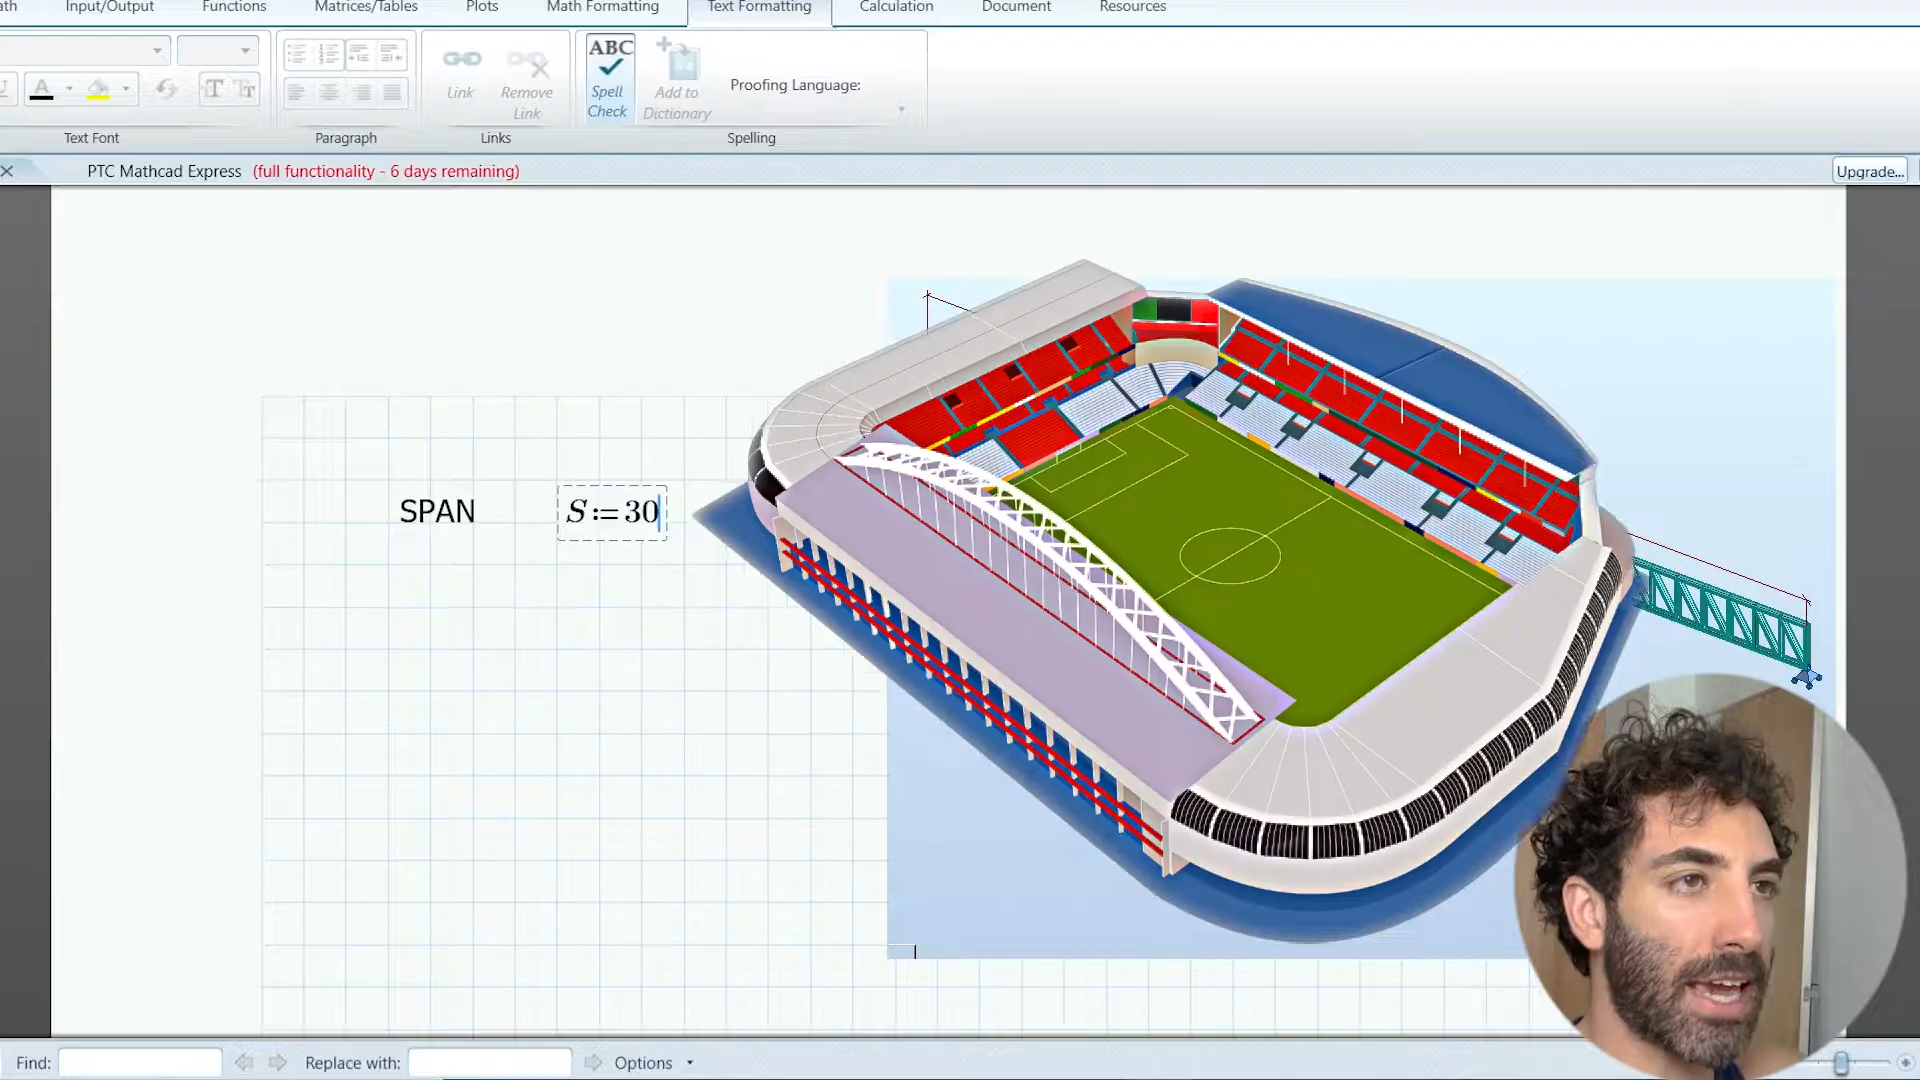 ath Input/Output Functions Matrices/Tables Plots Math Formatting Text Formatting Calculation Document Resources
ABC
Link Remove Link Spell Check Add to Dictionary Proofing Language:
Text Font Paragraph Links Spelling
PTC Mathcad Express (full functionality - 6 days remaining) Upgrade...
SPAN S:=30
Find: Replace with: Options